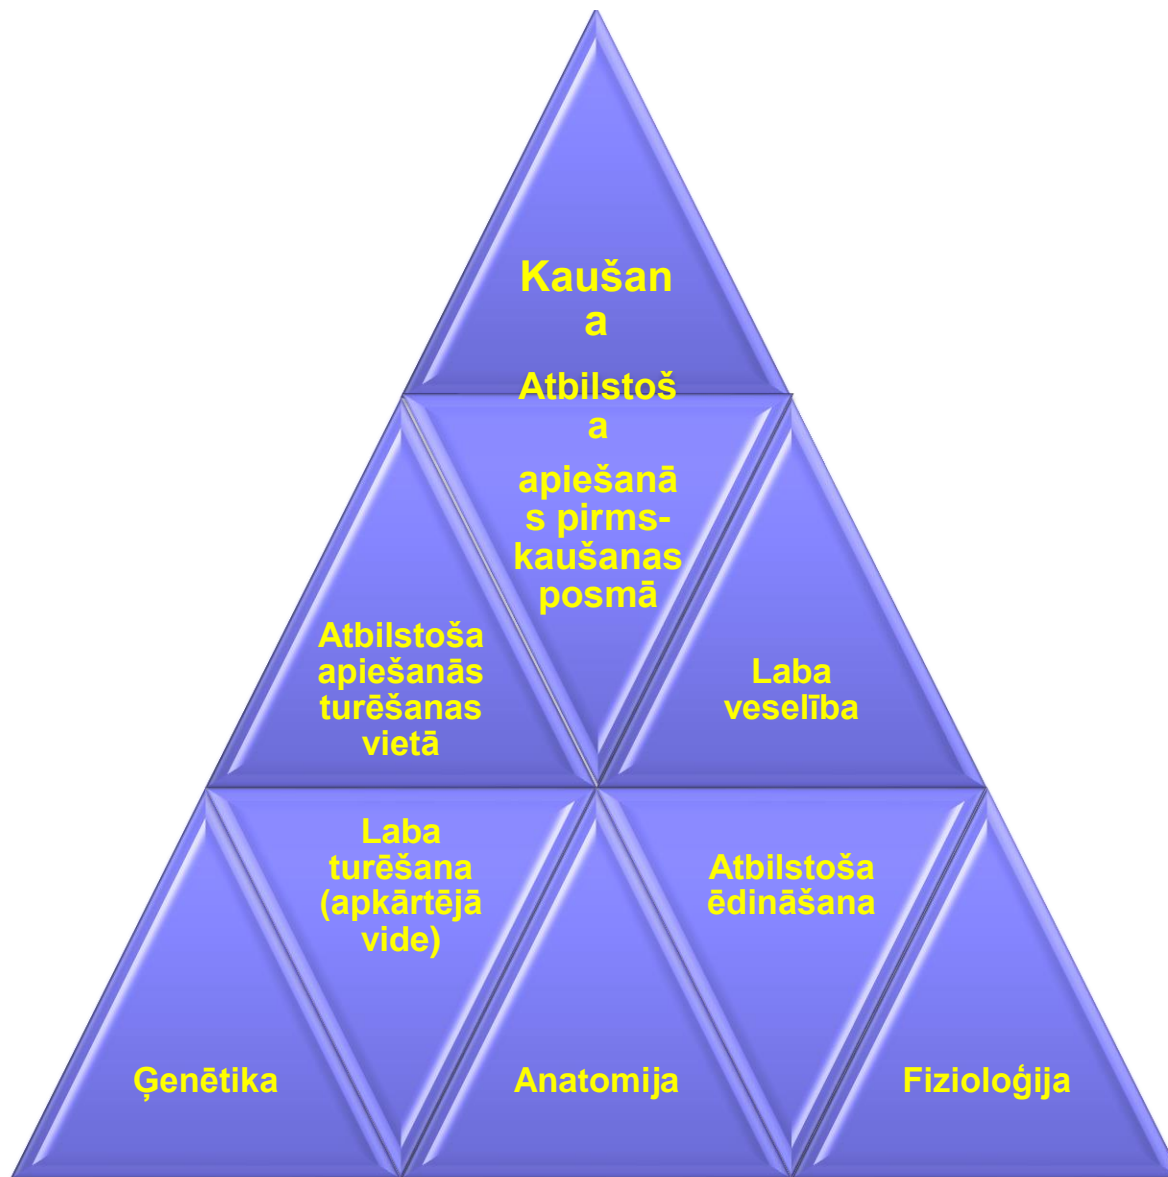 Kaušan
a
Atbilstoš
a
apiešanā
s pirms-
kaušanas
posmā
Atbilstoša
apiešanās
turēšanas
vietā
Laba
veselība
Laba
turēšana
(apkārtējā
vide)
Atbilstoša
ēdināšana
Ģenētika
Anatomija
Fizioloģija